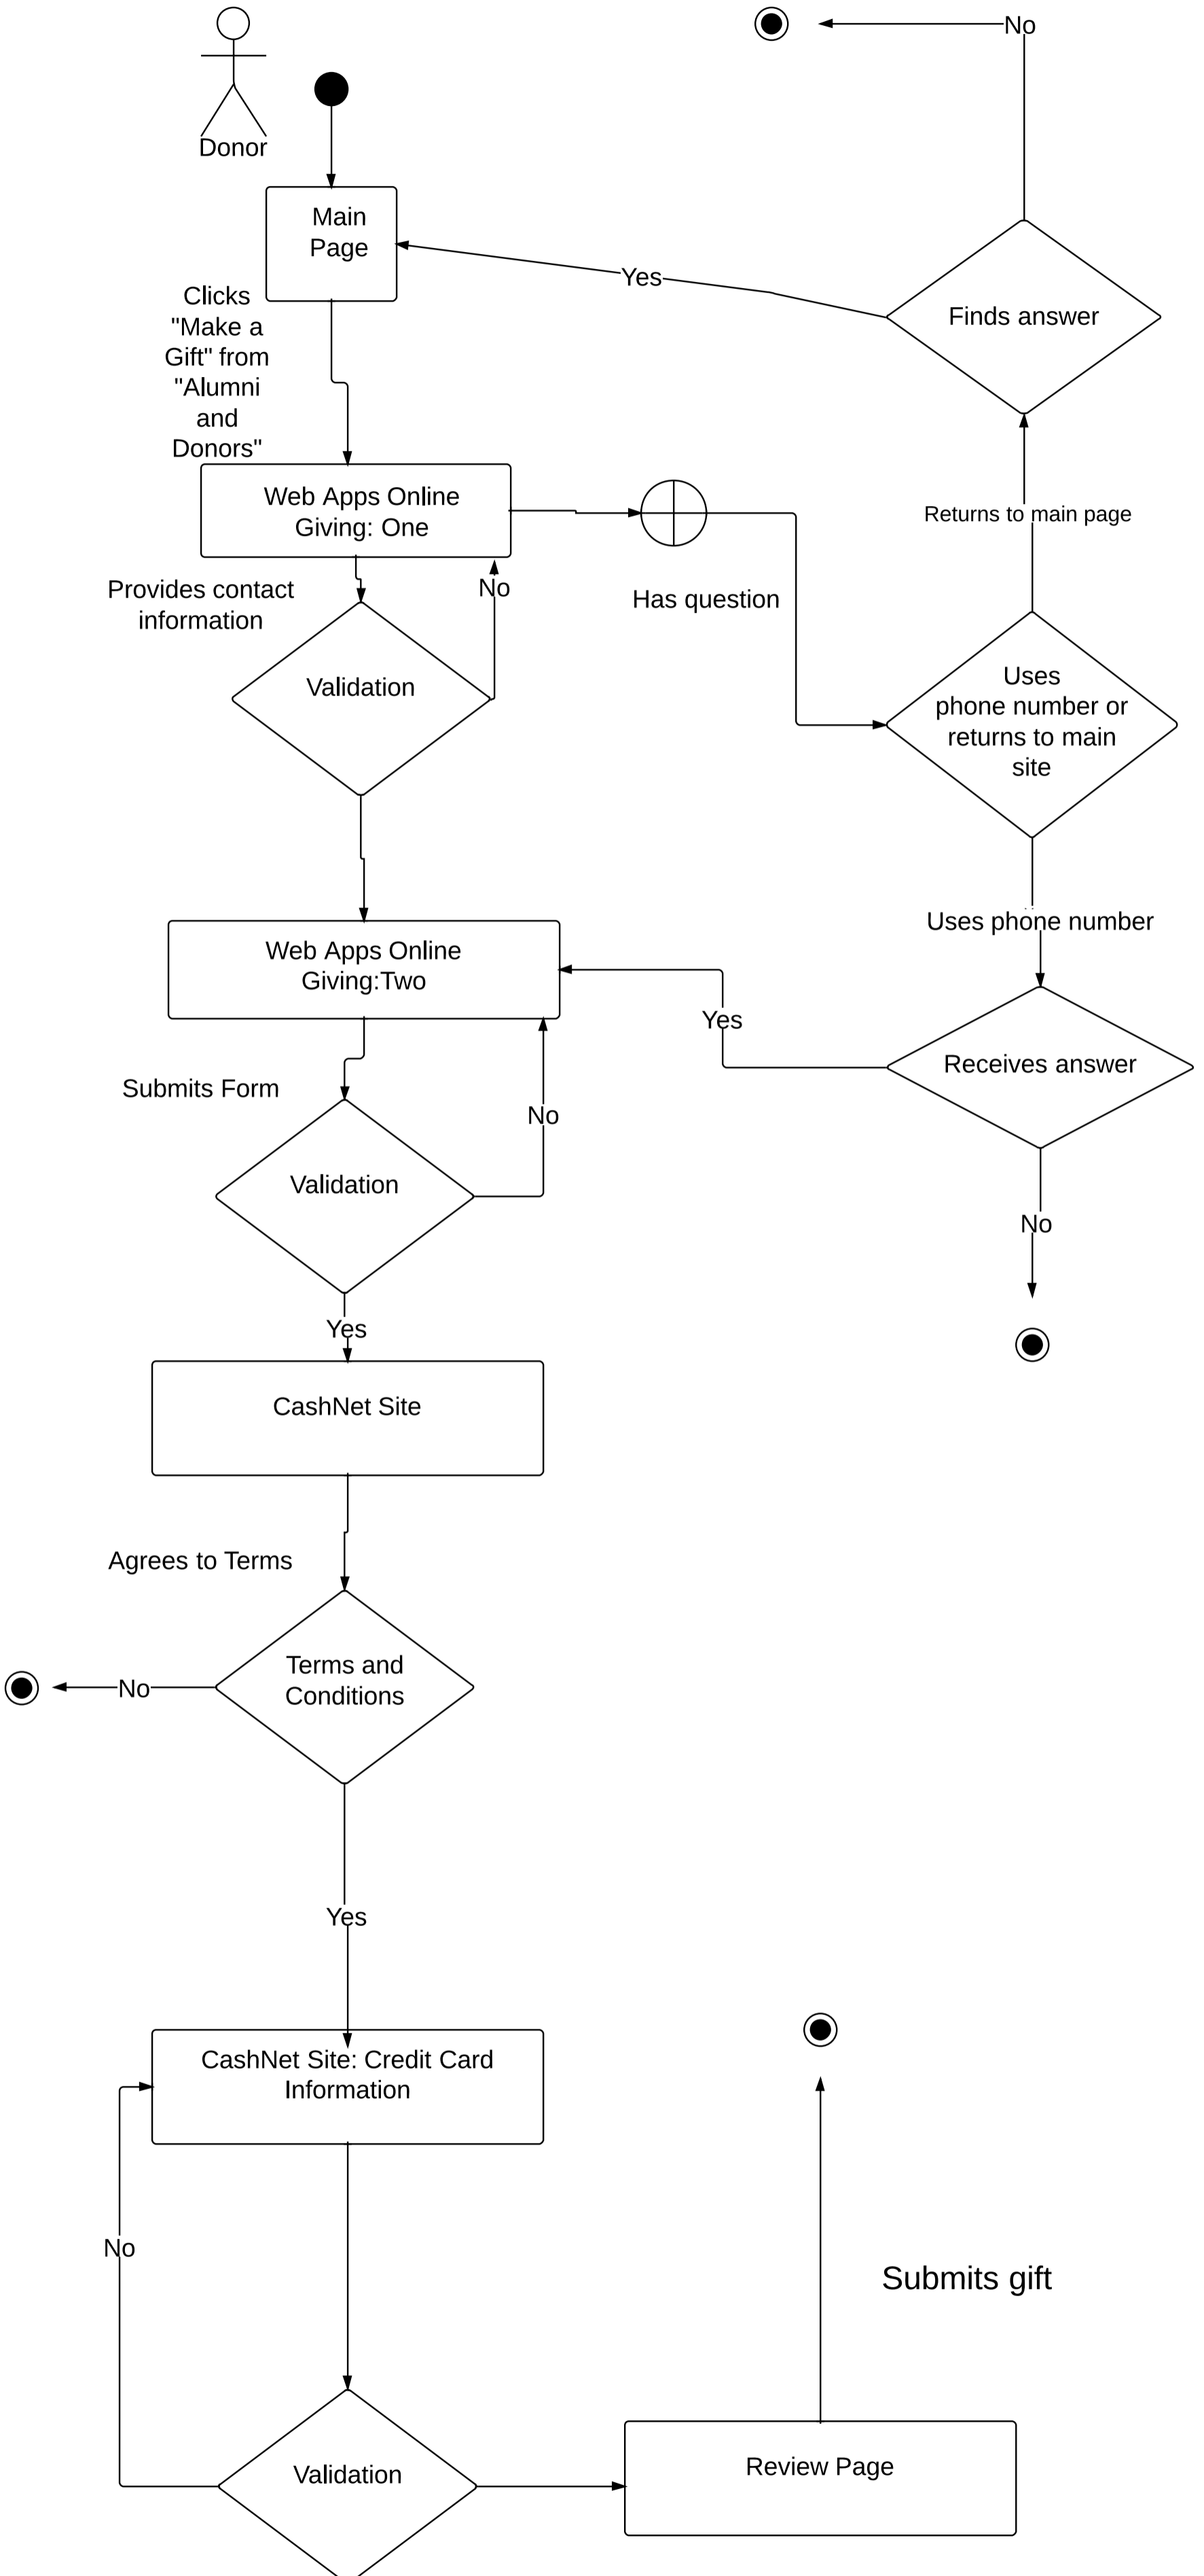 No
Donor
Main
Page
Yes
Finds answer
Clicks
"Make a
Gift" from
"Alumni
and
Donors"
Web Apps Online
Giving: One
Returns to main page
Provides contact
information
No
Has question
Validation
Uses
phone number or
returns to main
site
Uses phone number
Web Apps Online
Giving:Two
Yes
Receives answer
Submits Form
No
Validation
No
Yes
CashNet Site
Agrees to Terms
Terms and
Conditions
No
Yes
CashNet Site: Credit Card
Information
No
Submits gift
Validation
Review Page